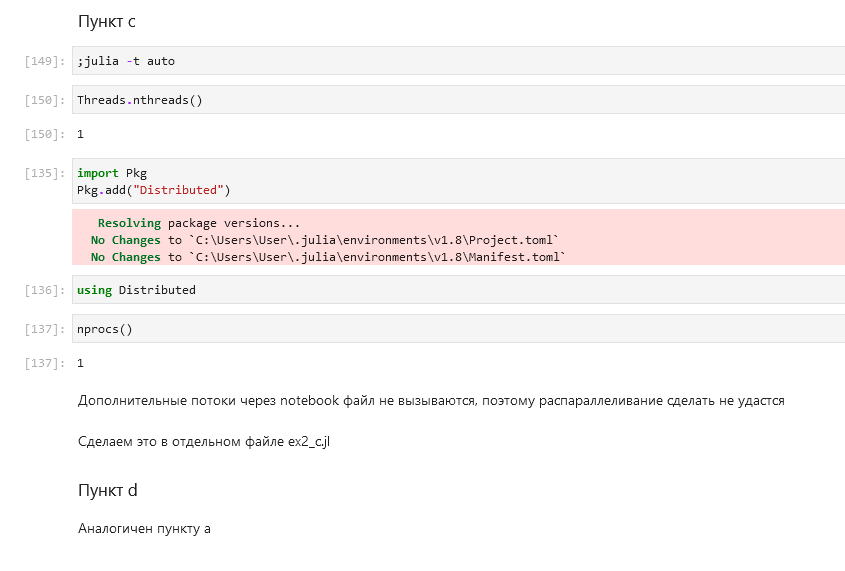 Пункт c
[149]: ;julia -t auto
[150]: Threads.nthreads()
[150]: 1
[135]: import Pkg
Pkg.add("Distributed")
Resolving package versions...
No Changes to `C:\Users\User\.julia\environments\v1.8\Project.toml`
No Changes to `C:\Users\User\.julia\environments\v1.8\Manifest.toml`
[136]: using Distributed
[137]: nprocs()
[137]: 1
Дополнительные потоки через notebook файл не вызываются, поэтому распараллеливание сделать не удастся
Сделаем это в отдельном файле ex2_c.jl
Пункт d
Аналогичен пункту a